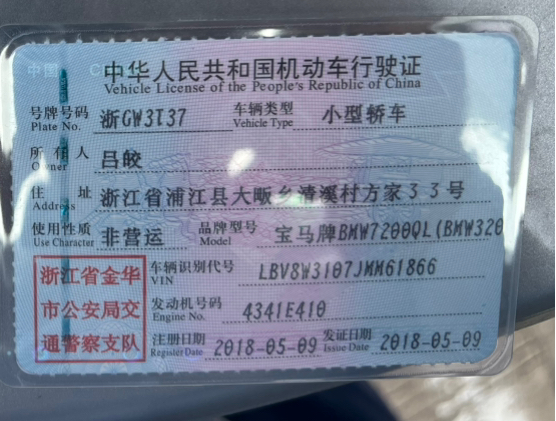 中华人民共和国机动车行驶证
Vehicle License of the People's Republic of China
号牌号码 浙GW3T37 车辆类型 小型轿车
Plate No. Vehicle Type
所有人 吕皎
Owner
住址 浙江省浦江县大畈乡清溪村方家33号
Address
使用性质 非营运 品牌型号 宝马牌BMW7200QL(BMW320
Use Character Model
浙江省金华 车辆识别代号 LBV8W3107JMM61866
VIN
市公安局交 发动机号码 4341E410
Engine No.
通警察支队 注册日期 2018-05-09 发证日期 2018-05-09
Register Date Issue Date